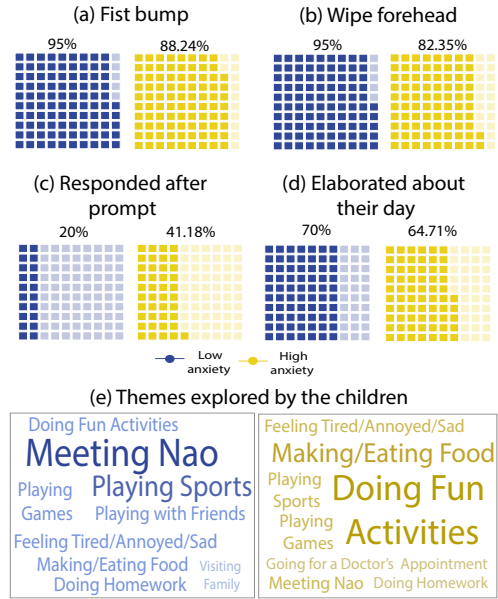 (a) Fist bump
(b) Wipe forehead
95%
88.24%
95%
82.35%
(c) Responded after
prompt
(d) Elaborated about
their day
20%
41.18%
70%
64.71%
Low
anxiety
High
anxiety
(e) Themes explored by the children
Doing Fun Activities
Meeting Nao
Playing
Games
Playing Sports
Playing with Friends
Feeling Tired/Annoyed/Sad
Making/Eating Food
Visiting
Family
Doing Homework
Feeling Tired/Annoyed/Sad
Making/Eating Food
Playing
Sports
Doing Fun
Activities
Playing
Games
Going for a Doctor's Appointment
Meeting Nao
Doing Homework